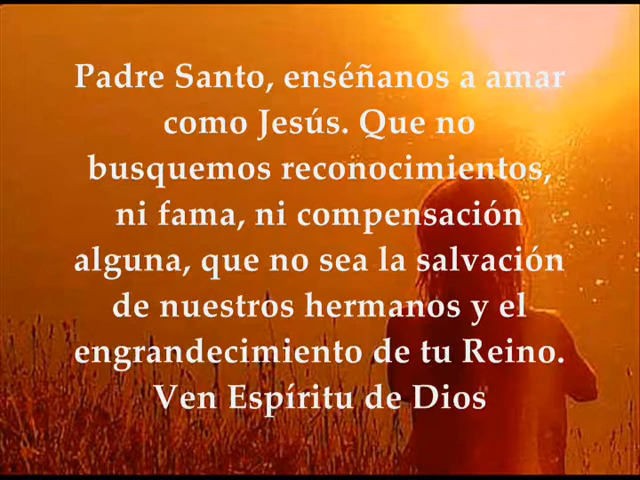 Padre Santo, enséñanos a amar
como Jesús. Que no
busquemos reconocimientos,
ni fama, ni compensación
alguna, que no sea la salvación
de nuestros hermanos y el
engrandecimiento de tu Reino.
Ven Espíritu de Dios